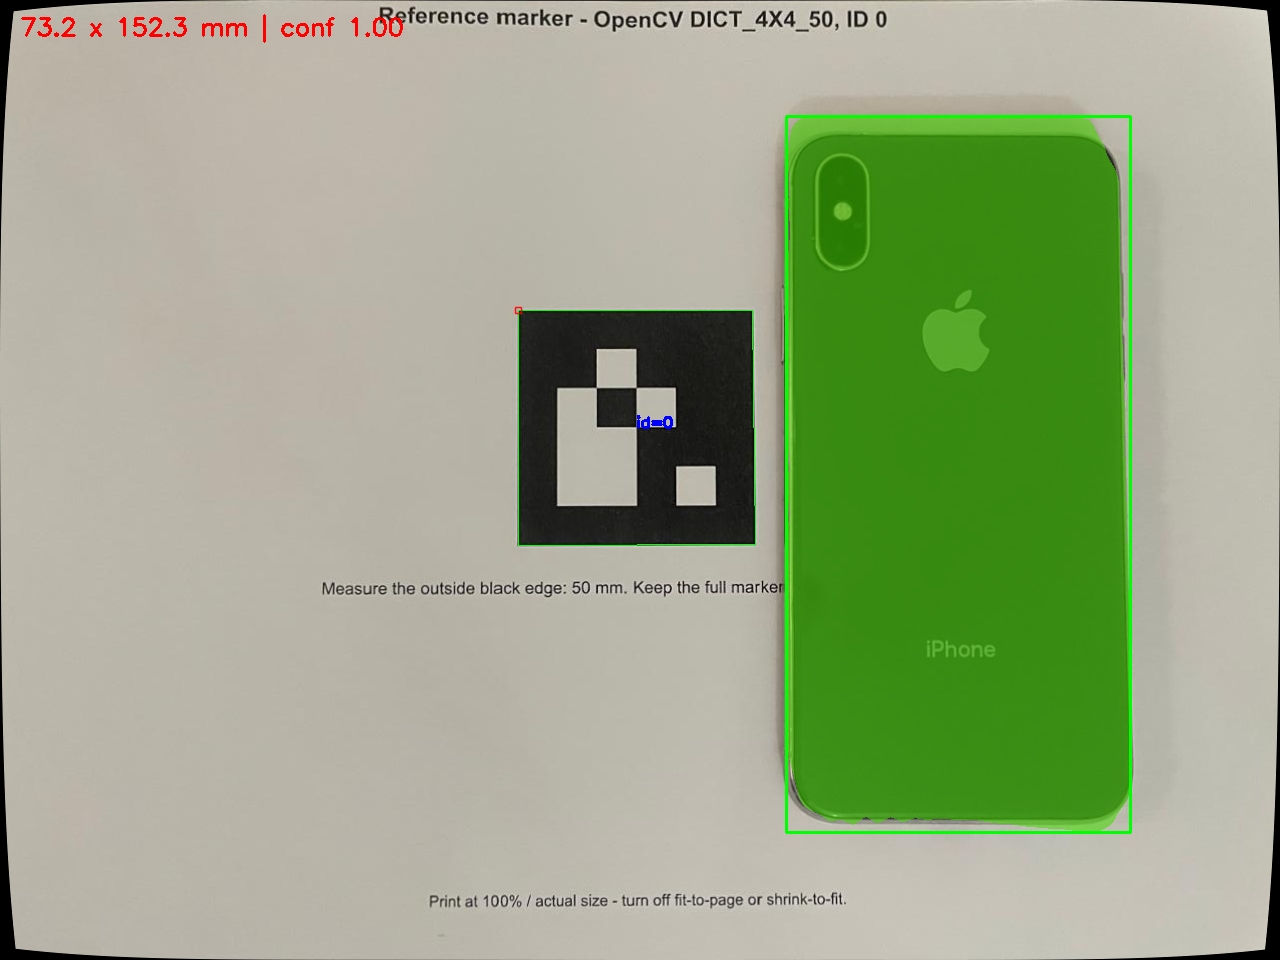 Reference marker - OpenCV DICT_4X4_50, ID 0
73.2 x 152.3 mm | conf 1.00
id=0
Measure the outside black edge: 50 mm. Keep the full marker
iPhone
Print at 100% / actual size - turn off fit-to-page or shrink-to-fit.